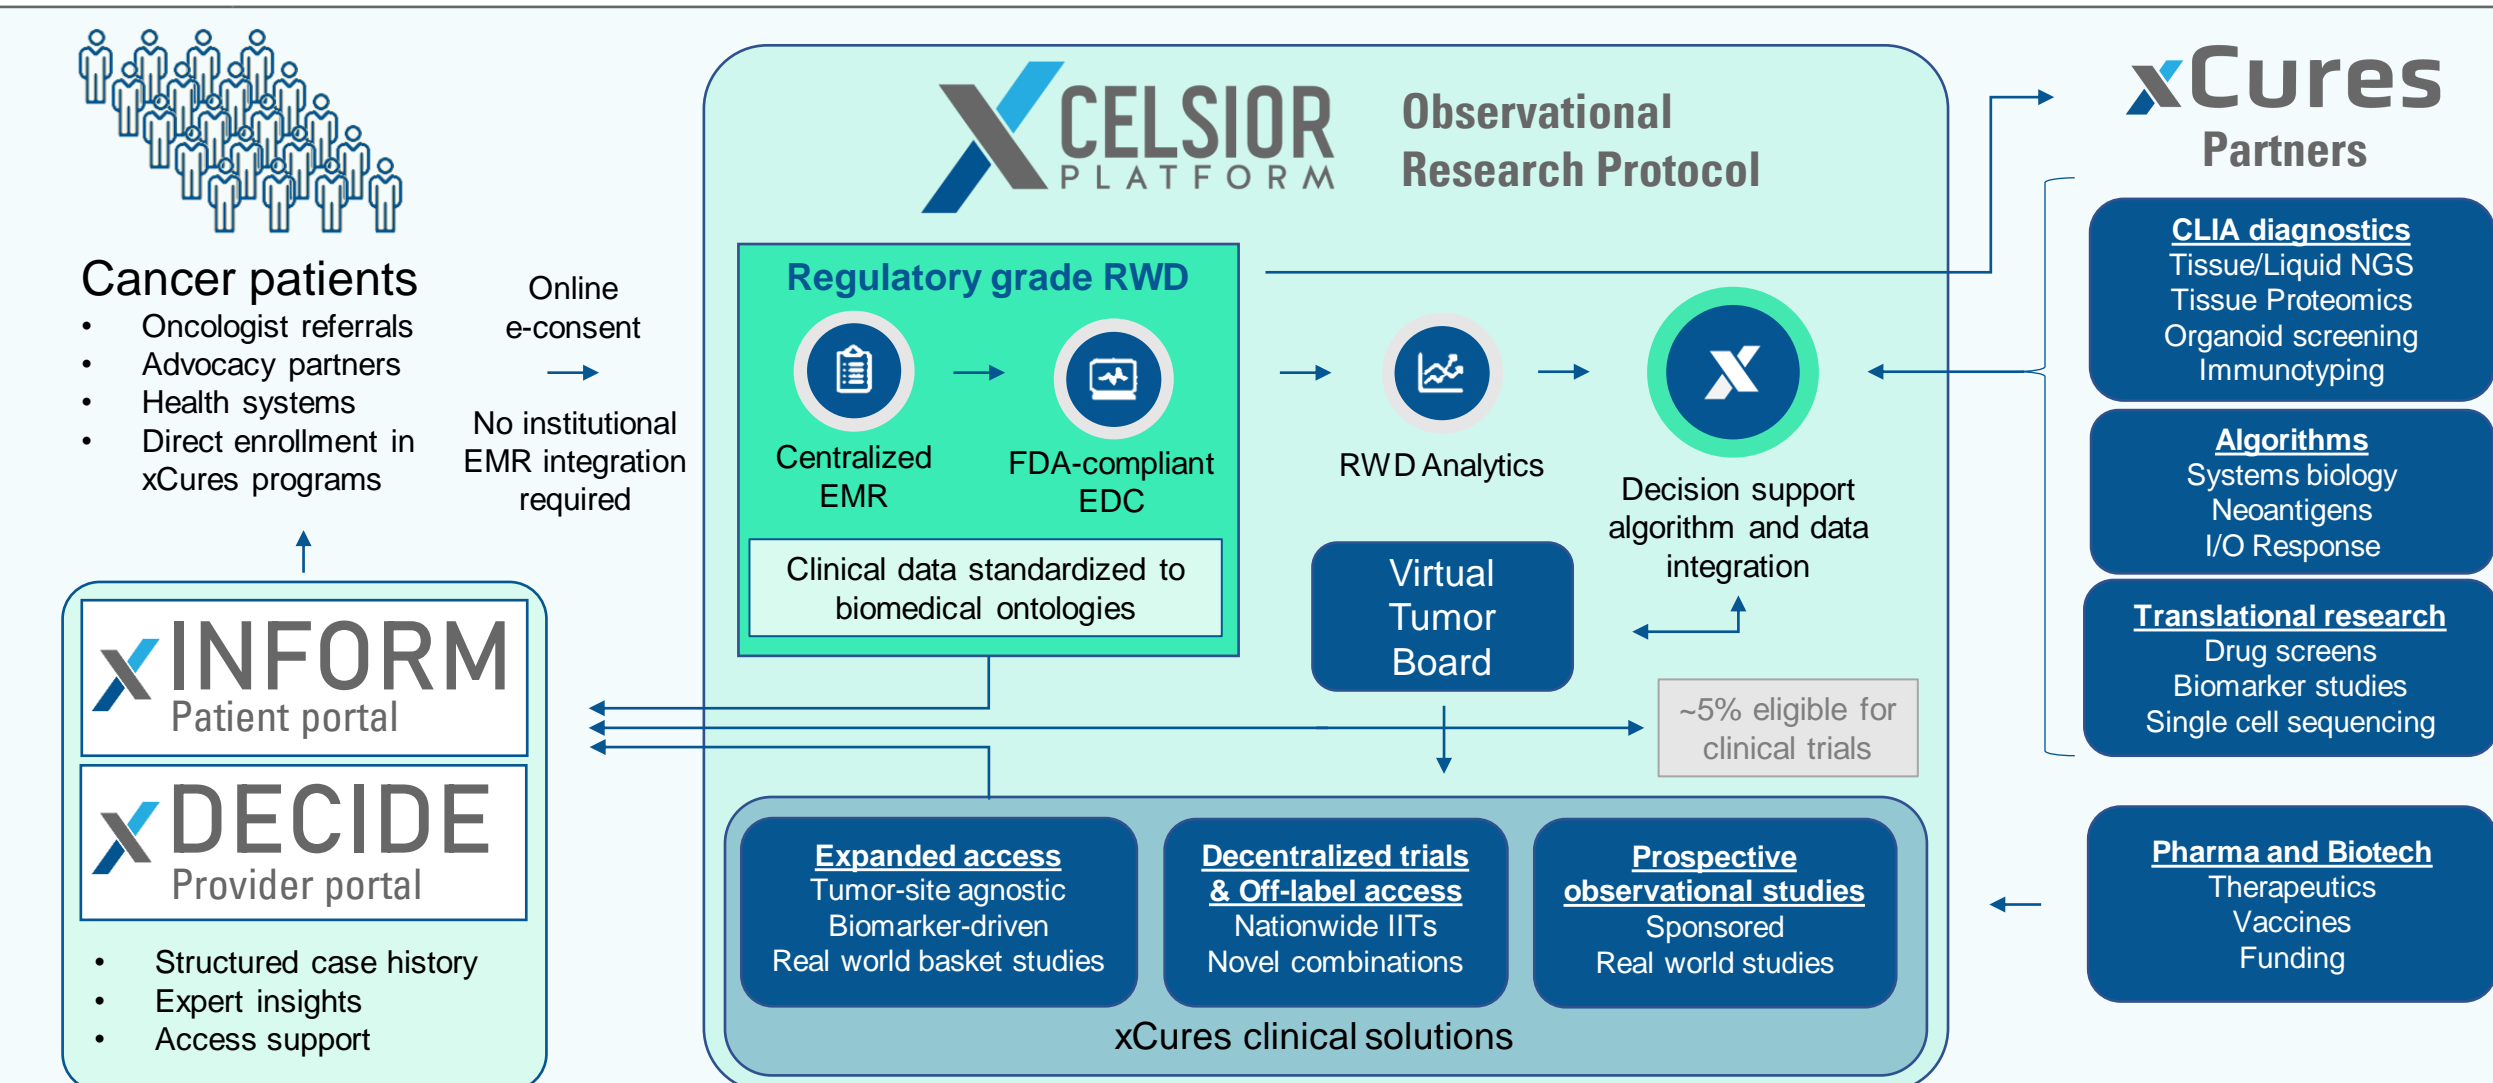 Cancer patients
• Oncologist referrals
• Advocacy partners
• Health systems
• Direct enrollment in
xCures programs
Online
e-consent
No institutional
EMR integration
required
xINFORM
Patient portal
xDECIDE
Provider portal
• Structured case history
• Expert insights
• Access support
XCELSIOR
PLATFORM
Observational
Research Protocol
Regulatory grade RWD
Centralized
EMR
FDA-compliant
EDC
Clinical data standardized to
biomedical ontologies
RWD Analytics
Decision support
algorithm and data
integration
Virtual
Tumor
Board
~5% eligible for
clinical trials
Expanded access
Tumor-site agnostic
Biomarker-driven
Real world basket studies
Decentralized trials
& Off-label access
Nationwide IITs
Novel combinations
Prospective
observational studies
Sponsored
Real world studies
xCures clinical solutions
xCures
Partners
CLIA diagnostics
Tissue/Liquid NGS
Tissue Proteomics
Organoid screening
Immunotyping
Algorithms
Systems biology
Neoantigens
I/O Response
Translational research
Drug screens
Biomarker studies
Single cell sequencing
Pharma and Biotech
Therapeutics
Vaccines
Funding